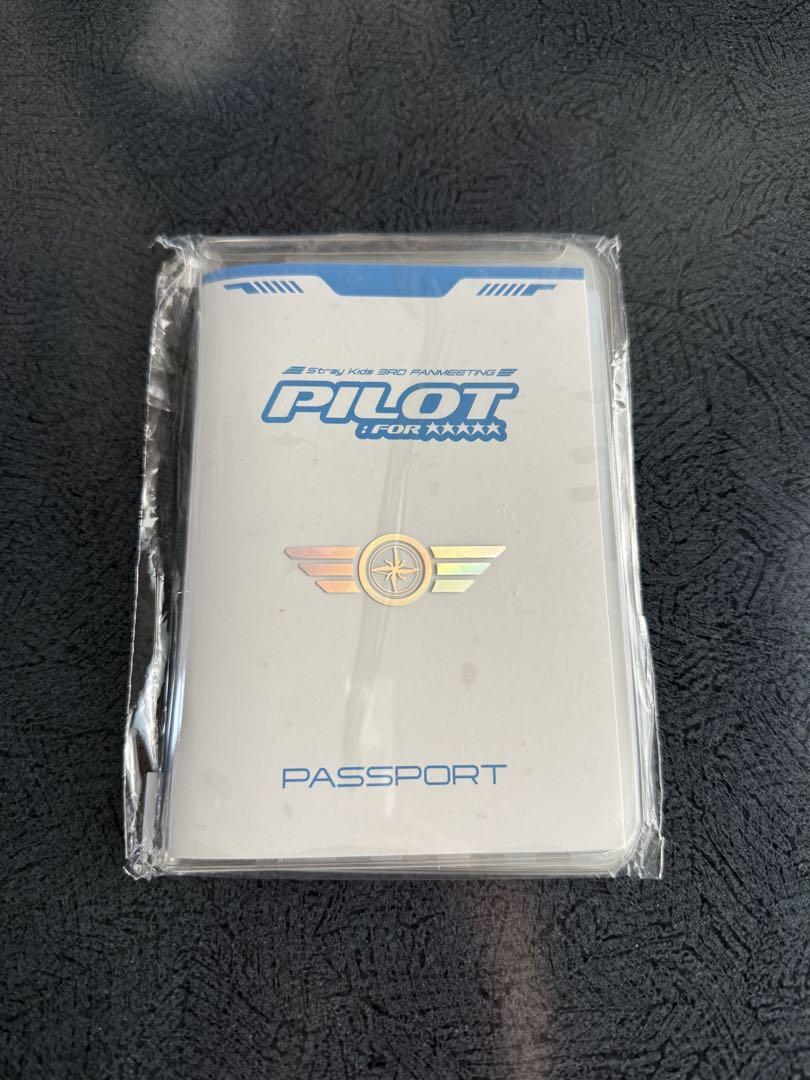 Stray Kids 3RD FANMEETING
PILOT
: FOR ★★★★★
PASSPORT